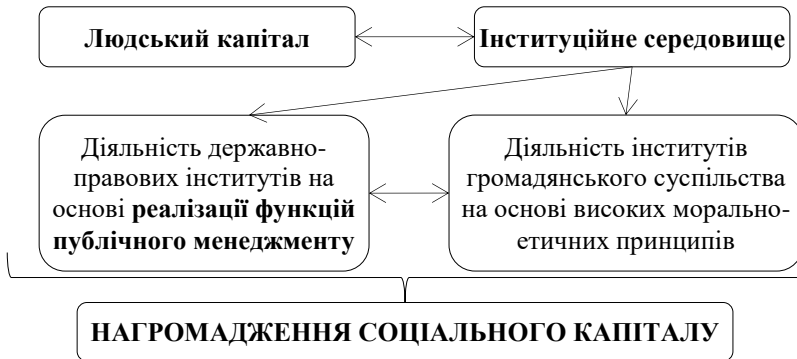 Людський капітал
Інституційне середовище
Діяльність державно-
правових інститутів на
основі реалізації функцій
публічного менеджменту
Діяльність інститутів
громадянського суспільства
на основі високих морально-
етичних принципів
НАГРОМАДЖЕННЯ СОЦІАЛЬНОГО КАПІТАЛУ